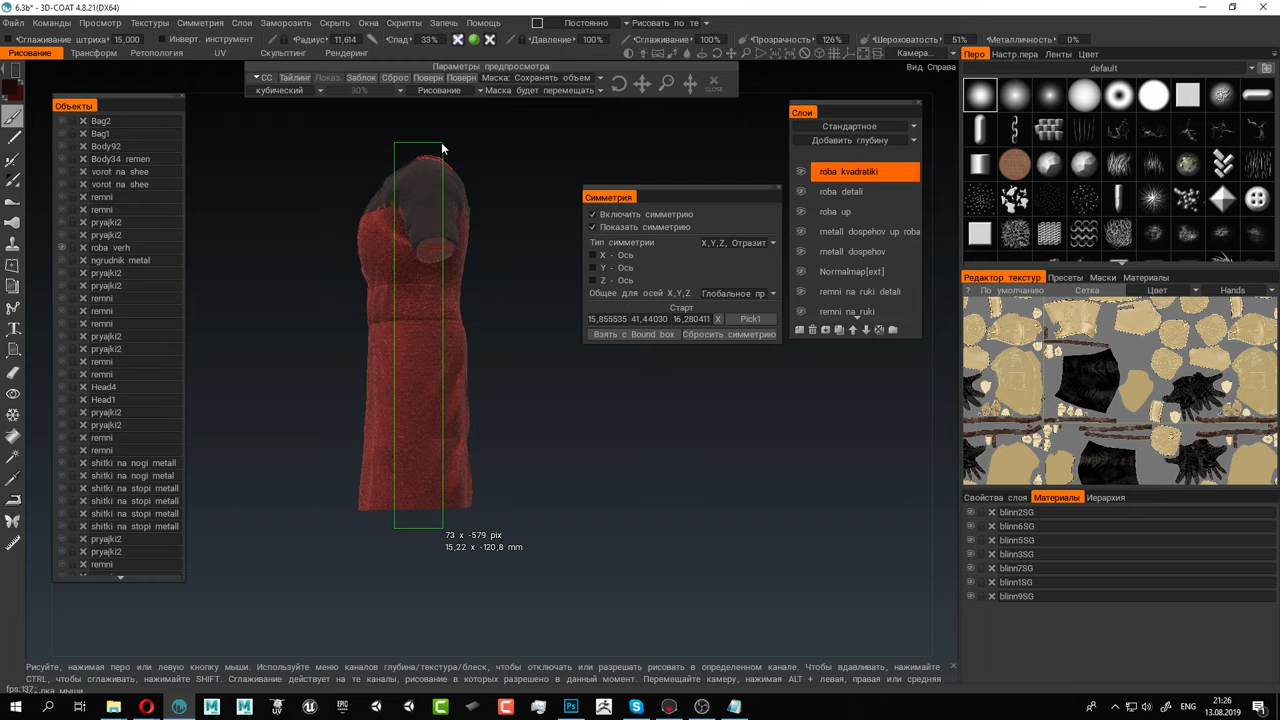 6.3b* - 3D-COAT 4.8.21(DX64)
Файл Команды Просмотр Текстуры Симметрия Слои Заморозить Скрыть Окна Скрипты Запечь Помощь Постоянно Рисовать по те
Сглаживание штриха 15,000 Инверт. инструмент Радиус 11,614 Спад 33% Давление 100% Сглаживание 100% Прозрачность 126% Шероховатость 51% Металличность 0%
Рисование Трансформ Ретопология UV Скульптинг Рендеринг Камера...
Параметры предпросмотра
СС Тайлинг Показ. Заблок Сброс Поверн Поверн Маска: Сохранять объем
CLOSE
кубический 30% Рисование Маска будет перемещать
Вид Справа
Объекты
Bag2
Bag1
Body92
Body34 remen
vorot na shee
vorot na shee
remni
remni
pryajki2
pryajki2
roba verh
ngrudnik metal
pryajki2
pryajki2
remni
remni
remni
pryajki2
pryajki2
remni
remni
Head4
Head1
pryajki2
pryajki2
remni
remni
shitki na nogi metall
shitki na nogi metal
shitki na stopi metall
shitki na stopi metall
shitki na stopi metall
shitki na stopi metall
pryajki2
pryajki2
remni
73 x -579 pix
15,22 x -120,8 mm
Симметрия
Включить симметрию
Показать симметрию
Тип симметрии X,Y,Z, Отразит
X - Ось
Y - Ось
Z - Ось
Общее для осей X,Y,Z Глобальное пр
Старт
15,855535 41,44030 16,280411 X Pick1
Взять с Bound box Сбросить симметрию
Слои
Стандартное
Добавить глубину
roba kvadratiki
roba detali
roba up
metall dospehov up roba
metall dospehov
Normalmap[ext]
remni na ruki detali
remni na_ruki
Перо Настр.пера Ленты Цвет
default
Редактор текстур Пресеты Маски Материалы
? По умолчанию Сетка Цвет Hands
Свойства слоя Материалы Иерархия
blinn2SG
blinn6SG
blinn5SG
blinn3SG
blinn7SG
blinn1SG
blinn9SG
Рисуйте, нажимая перо или левую кнопку мыши. Используйте меню каналов глубина/текстура/блеск, чтобы отключить или разрешать рисовать в определенном канале. Чтобы вдавливать, нажимайте
CTRL, чтобы сглаживать, нажимайте SHIFT. Сглаживание действует на те каналы, рисование в которых разрешено в данный момент. Перемещайте камеру, нажимая ALT + левая, правая или средняя
fps:137
21:26
13.08.2019